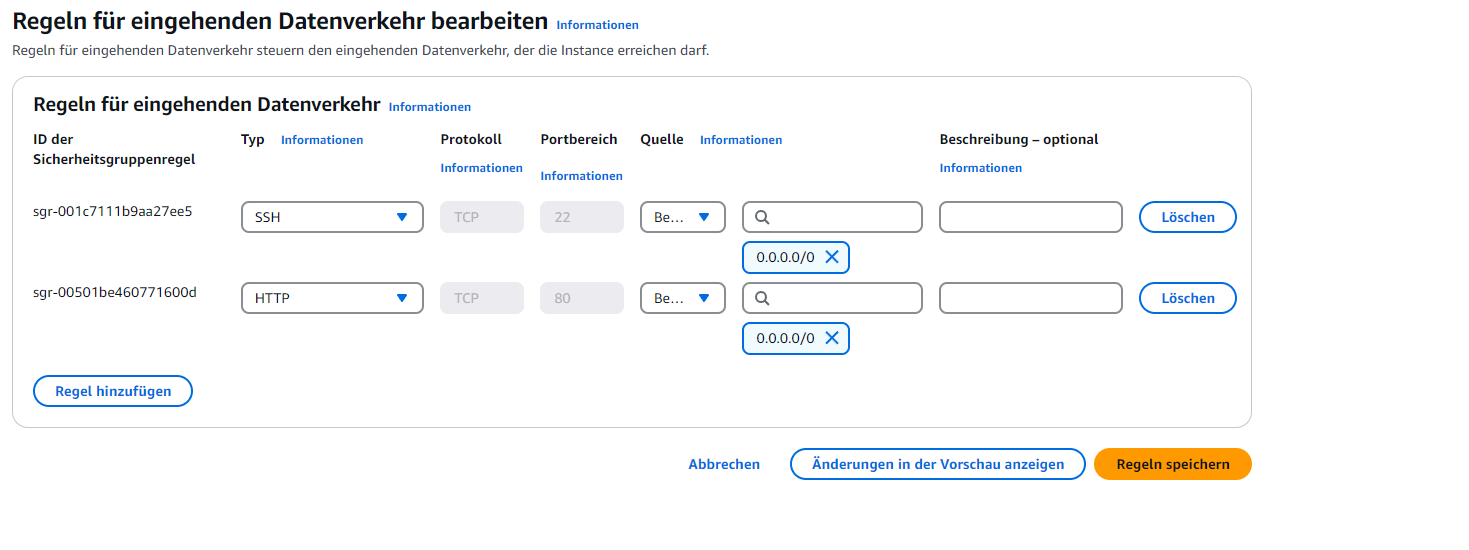 Regeln für eingehenden Datenverkehr bearbeiten Informationen
Regeln für eingehenden Datenverkehr steuern den eingehenden Datenverkehr, der die Instance erreichen darf.
Regeln für eingehenden Datenverkehr Informationen
ID der Sicherheitsgruppenregel
Typ Informationen
Protokoll Informationen
Portbereich Informationen
Quelle Informationen
Beschreibung – optional Informationen
sgr-001c7111b9aa27ee5 SSH TCP 22 Be... Löschen
0.0.0.0/0
sgr-00501be460771600d HTTP TCP 80 Be... Löschen
0.0.0.0/0
Regel hinzufügen
Abbrechen Änderungen in der Vorschau anzeigen Regeln speichern